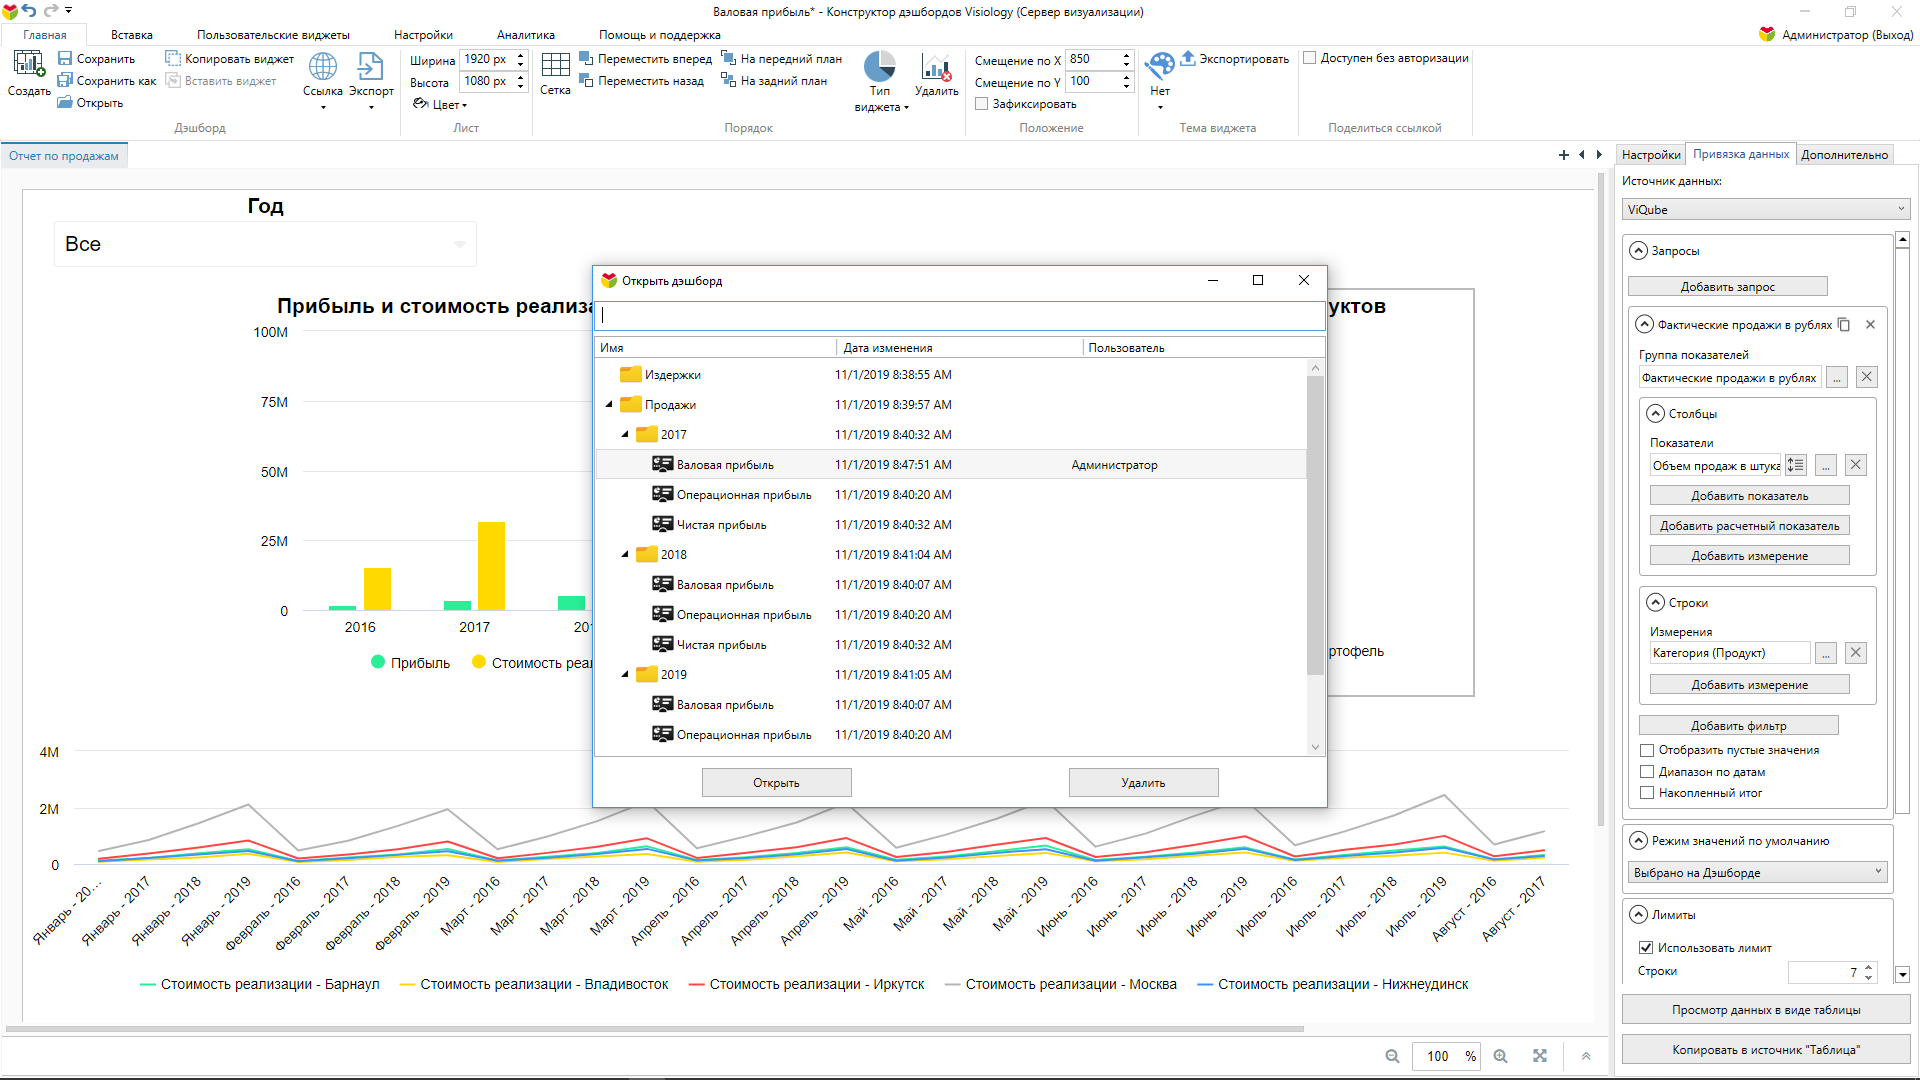 Валовая прибыль* - Конструктор дэшбордов Visiology (Сервер визуализации)
Главная
Вставка
Пользовательские виджеты
Настройки
Аналитика
Помощь и поддержка
Администратор (Выход)
Создать
Сохранить
Сохранить как
Открыть
Копировать виджет
Вставить виджет
Ссылка
Экспорт
Дэшборд
Ширина 1920 px
Высота 1080 px
Цвет
Лист
Сетка
Переместить вперед
Переместить назад
На передний план
На задний план
Тип виджета
Удалить
Порядок
Смещение по X 850
Смещение по Y 100
Зафиксировать
Положение
Нет
Экспортировать
Тема виджета
Доступен без авторизации
Поделиться ссылкой
Отчет по продажам
Год
Все
Прибыль и стоимость реализа
100M
75M
50M
25M
0
2016
2017
201
Прибыль
Стоимость реал
уктов
ртофель
Открыть дэшборд
Имя
Дата изменения
Пользователь
Издержки 11/1/2019 8:38:55 AM
Продажи 11/1/2019 8:39:57 AM
2017 11/1/2019 8:40:32 AM
Валовая прибыль 11/1/2019 8:47:51 AM Администратор
Операционная прибыль 11/1/2019 8:40:20 AM
Чистая прибыль 11/1/2019 8:40:32 AM
2018 11/1/2019 8:41:04 AM
Валовая прибыль 11/1/2019 8:40:07 AM
Операционная прибыль 11/1/2019 8:40:20 AM
Чистая прибыль 11/1/2019 8:40:32 AM
2019 11/1/2019 8:41:05 AM
Валовая прибыль 11/1/2019 8:40:07 AM
Операционная прибыль 11/1/2019 8:40:20 AM
Открыть
Удалить
4M
2M
0
Январь - 20...
Январь - 2017
Январь - 2018
Январь - 2019
Февраль - 2016
Февраль - 2017
Февраль - 2018
Февраль - 2019
Март - 2016
Март - 2017
Март - 2018
Март - 2019
Апрель - 2016
Апрель - 2017
Апрель - 2018
Апрель - 2019
Май - 2016
Май - 2017
Май - 2018
Май - 2019
Июнь - 2016
Июнь - 2017
Июнь - 2018
Июнь - 2019
Июль - 2016
Июль - 2017
Июль - 2018
Июль - 2019
Август - 2016
Август - 2017
Стоимость реализации - Барнаул
Стоимость реализации - Владивосток
Стоимость реализации - Иркутск
Стоимость реализации - Москва
Стоимость реализации - Нижнеудинск
100 %
Настройки
Привязка данных
Дополнительно
Источник данных:
ViQube
Запросы
Добавить запрос
Фактические продажи в рублях
Группа показателей
Фактические продажи в рублях ...
Столбцы
Показатели
Объем продаж в штука ...
Добавить показатель
Добавить расчетный показатель
Добавить измерение
Строки
Измерения
Категория (Продукт) ...
Добавить измерение
Добавить фильтр
Отобразить пустые значения
Диапазон по датам
Накопленный итог
Режим значений по умолчанию
Выбрано на Дэшборде
Лимиты
Использовать лимит
Строки 7
Просмотр данных в виде таблицы
Копировать в источник "Таблица"